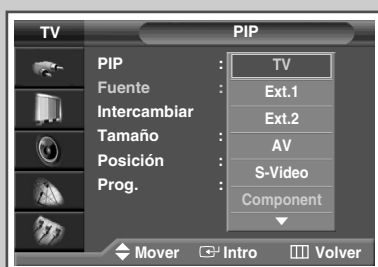 TV PIP
PIP : TV
Fuente : Ext.1
Intercambiar Ext.2
Tamaño : AV
Posición : S-Video
Prog. : Component
Mover Intro Volver